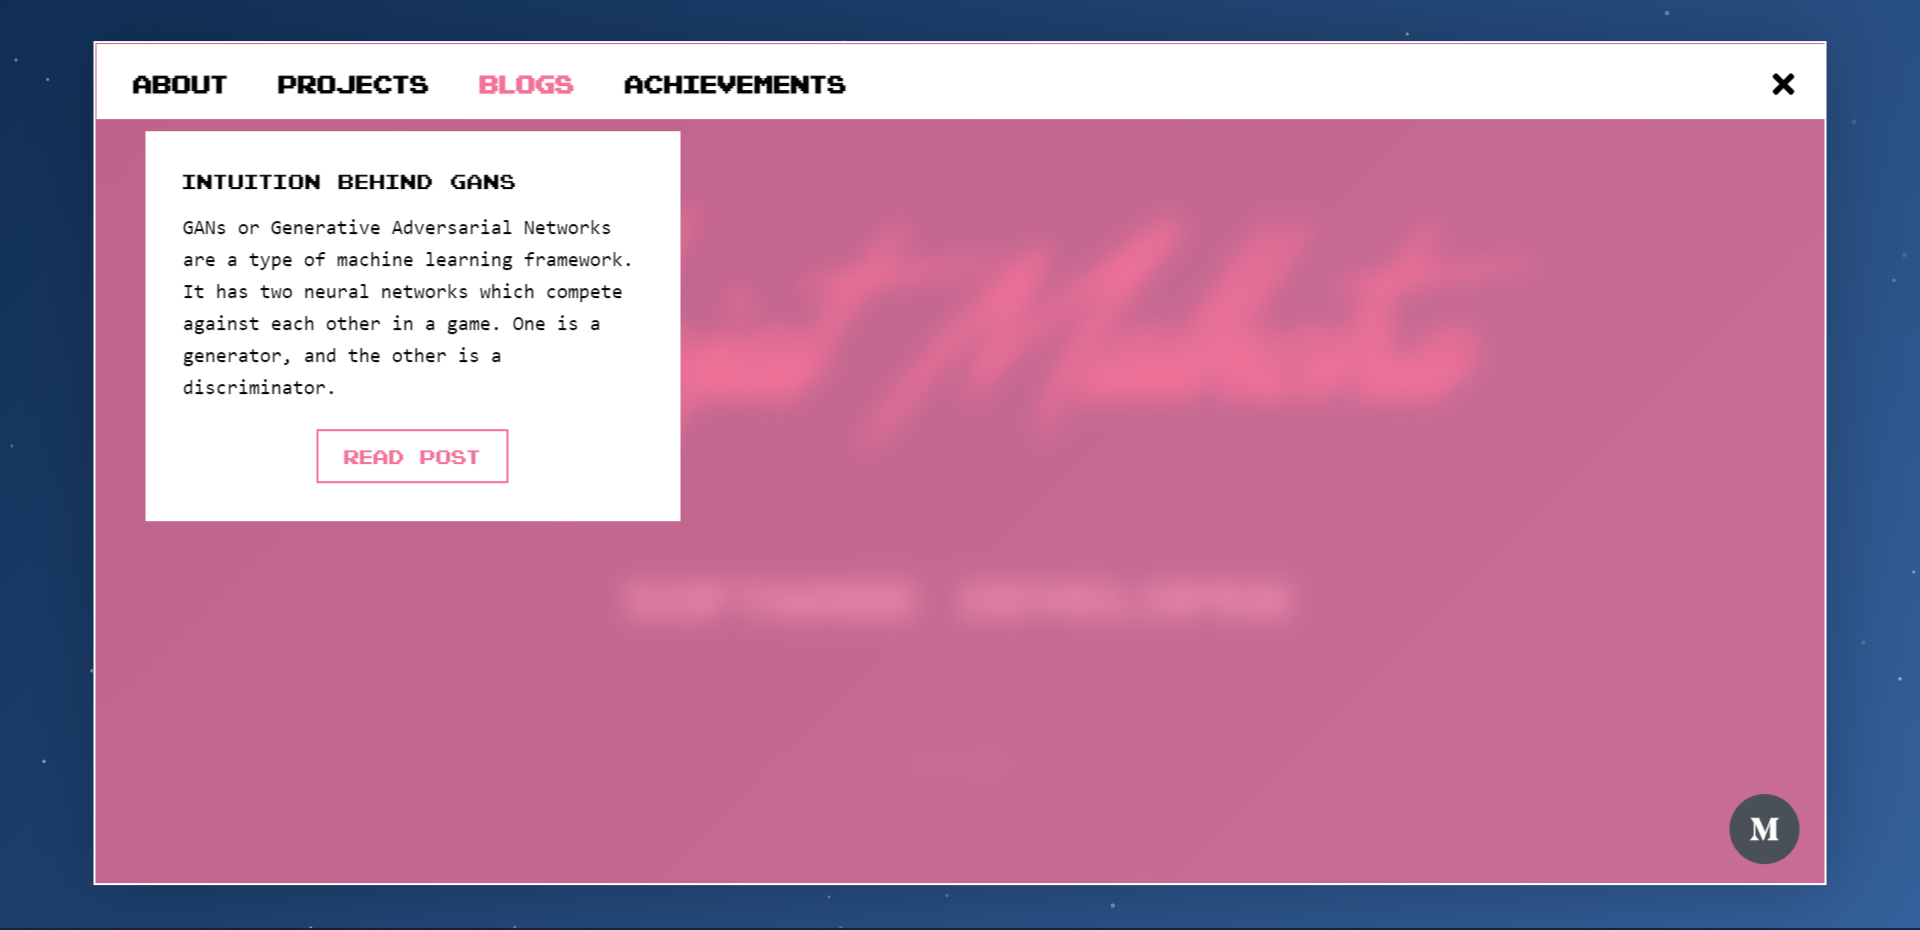 ABOUT PROJECTS BLOGS ACHIEVEMENTS
INTUITION BEHIND GANS
GANs or Generative Adversarial Networks
are a type of machine learning framework.
It has two neural networks which compete
against each other in a game. One is a
generator, and the other is a
discriminator.
READ POST
SOFTWARE DEVELOPER
M